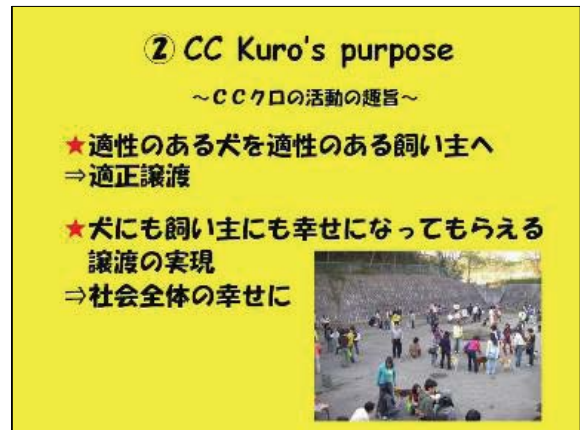 ② CC Kuro's purpose
～ＣＣクロの活動の趣旨～
★適性のある犬を適性のある飼い主へ
⇒適正譲渡
★犬にも飼い主にも幸せになってもらえる
譲渡の実現
⇒社会全体の幸せに